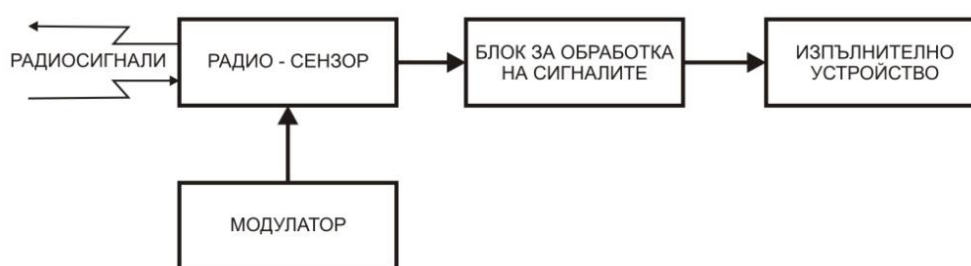 РАДИОСИГНАЛИ
РАДИО - СЕНЗОР
БЛОК ЗА ОБРАБОТКА
НА СИГНАЛИТЕ
ИЗПЪЛНИТЕЛНО
УСТРОЙСТВО
МОДУЛАТОР